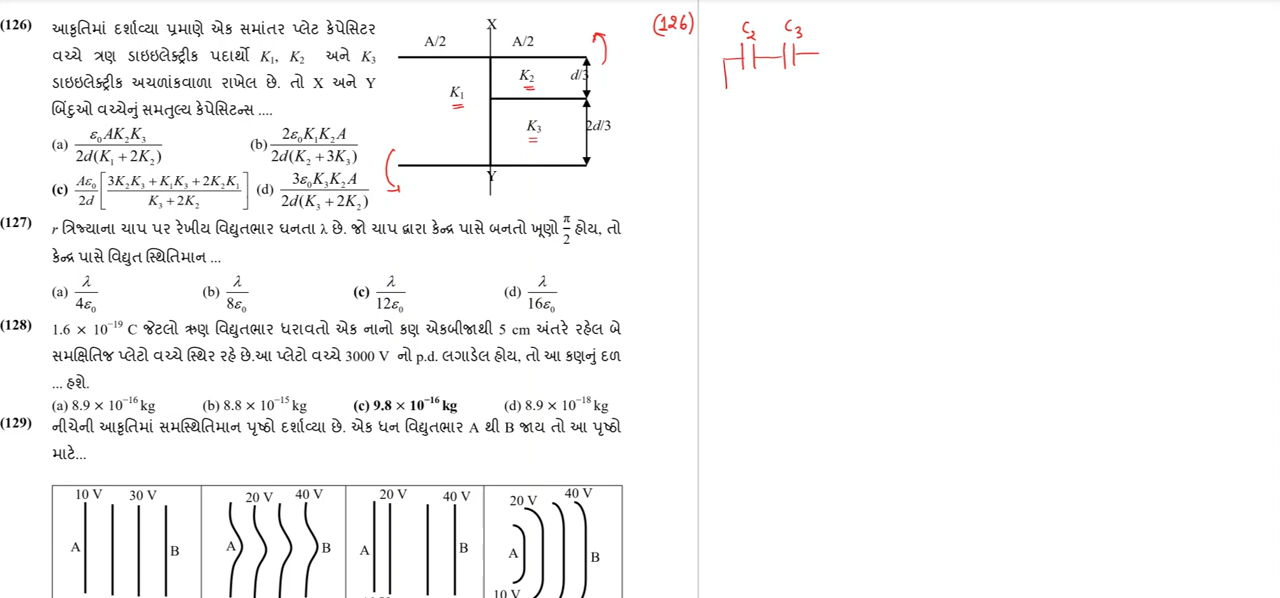 (126) આકૃતિમાં દર્શાવ્યા પ્રમાણે એક સમાંતર પ્લેટ કેપેસિટર
વચ્ચે ત્રણ ડાઇઇલેક્ટ્રીક પદાર્થો K₁, K₂ અને K₃
ડાઇઇલેક્ટ્રીક અચળાંકવાળા રાખેલ છે. તો X અને Y
બિંદુઓ વચ્ચેનું સમતુલ્ય કેપેસિટન્સ ....
(a) ε₀AK₂K₃ / 2d(K₁ + 2K₂) (b) 2ε₀K₁K₂A / 2d(K₂ + 3K₃)
(c) Aε₀/2d [ 3K₂K₃ + K₁K₃ + 2K₂K₁ / K₃ + 2K₂ ] (d) 3ε₀K₃K₂A / 2d(K₃ + 2K₂)
X
A/2 A/2
K₂ d/3
K₁
K₃ 2d/3
Y
(127) r ત્રિજ્યાના ચાપ પર રેખીય વિદ્યુતભાર ઘનતા λ છે. જો ચાપ દ્વારા કેન્દ્ર પાસે બનતો ખૂણો π/2 હોય, તો
કેન્દ્ર પાસે વિદ્યુત સ્થિતિમાન ...
(a) λ/4ε₀ (b) λ/8ε₀ (c) λ/12ε₀ (d) λ/16ε₀
(128) 1.6 × 10⁻¹⁹ C જેટલો ઋણ વિદ્યુતભાર ધરાવતો એક નાનો કણ એકબીજાથી 5 cm અંતરે રહેલ બે
સમક્ષિતિજ પ્લેટો વચ્ચે સ્થિર રહે છે.આ પ્લેટો વચ્ચે 3000 V નો p.d. લગાડેલ હોય, તો આ કણનું દળ
... હશે.
(a) 8.9 × 10⁻¹⁶ kg (b) 8.8 × 10⁻¹⁵ kg (c) 9.8 × 10⁻¹⁶ kg (d) 8.9 × 10⁻¹⁸ kg
(129) નીચેની આકૃતિમાં સમસ્થિતિમાન પૃષ્ઠો દર્શાવ્યા છે. એક ધન વિદ્યુતભાર A થી B જાય તો આ પૃષ્ઠો
માટે...
10 V 30 V 20 V 40 V 20 V 40 V 20 V 40 V
A B A B A B A B
10 V
(126) C₂ C₃